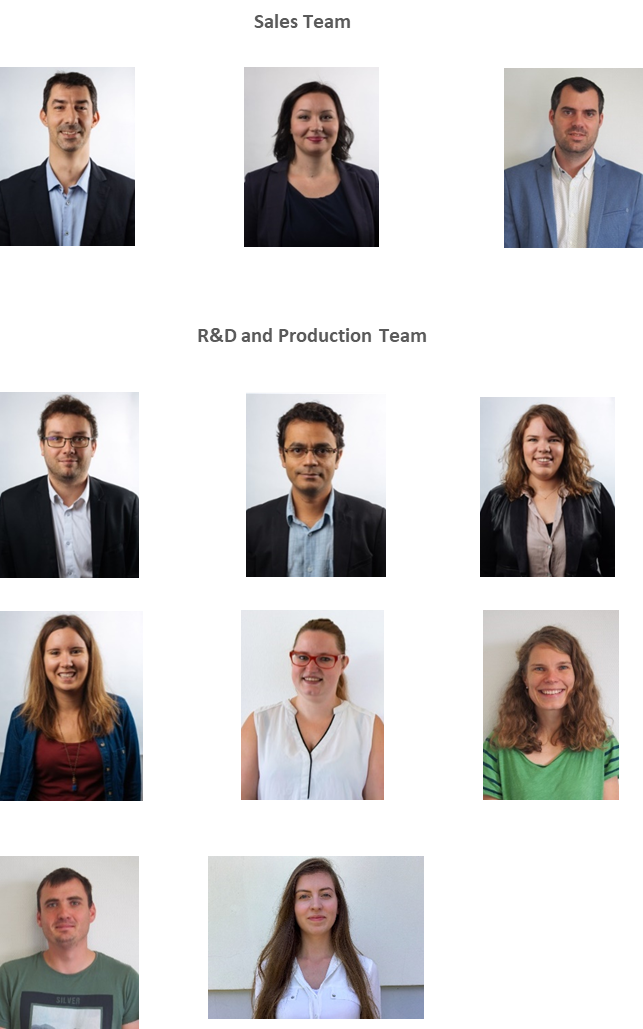 Sales Team
R&D and Production Team
SILVER